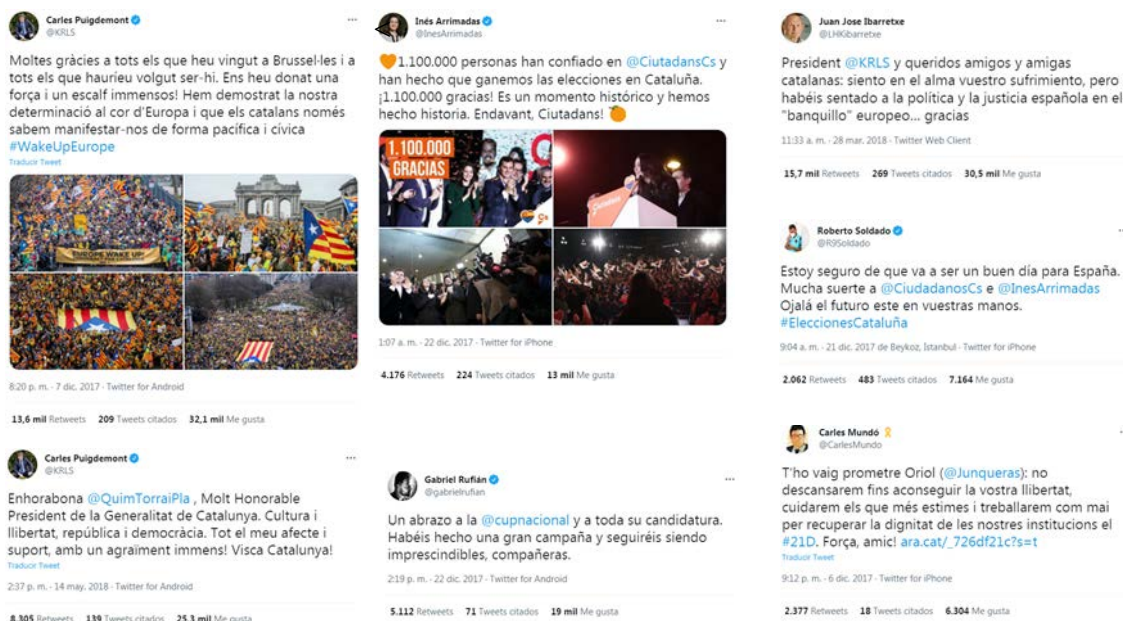 Carles Puigdemont
@KRLS
Moltes gràcies a tots els que heu vingut a Brussel·les i a
tots els que hauríeu volgut ser-hi. Ens heu donat una
força i un escalf immensos! Hem demostrat la nostra
determinació al cor d'Europa i que els catalans només
sabem manifestar-nos de forma pacífica i cívica
#WakeUpEurope
Traducir Tweet
EUROPE WAKE UP!
8:20 p. m. · 7 dic. 2017 · Twitter for Android
13,6 mil Retweets 209 Tweets citados 32,1 mil Me gusta
Carles Puigdemont
@KRLS
Enhorabona @QuimTorraiPla , Molt Honorable
President de la Generalitat de Catalunya. Cultura i
llibertat, república i democràcia. Tot el meu afecte i
suport, amb un agraïment immens! Visca Catalunya!
Traducir Tweet
2:37 p. m. · 14 may. 2018 · Twitter for Android
8.305 Retweets 139 Tweets citados 25,3 mil Me gusta
Inés Arrimadas
@InesArrimadas
🧡1.100.000 personas han confiado en @CiutadansCs y
han hecho que ganemos las elecciones en Cataluña.
¡1.100.000 gracias! Es un momento histórico y hemos
hecho historia. Endavant, Ciutadans! 🍊
1.100.000
GRACIAS
Cs
Ciutadans
1:07 a. m. · 22 dic. 2017 · Twitter for iPhone
4.176 Retweets 224 Tweets citados 13 mil Me gusta
Gabriel Rufián
@gabrielrufian
Un abrazo a la @cupnacional y a toda su candidatura.
Habéis hecho una gran campaña y seguiréis siendo
imprescindibles, compañeras.
2:19 p. m. · 22 dic. 2017 · Twitter for Android
5.112 Retweets 71 Tweets citados 19 mil Me gusta
Juan Jose Ibarretxe
@LHKibarretxe
President @KRLS y queridos amigos y amigas
catalanas: siento en el alma vuestro sufrimiento, pero
habéis sentado a la política y la justicia española en el
"banquillo" europeo... gracias
11:33 a. m. · 28 mar. 2018 · Twitter Web Client
15,7 mil Retweets 269 Tweets citados 30,5 mil Me gusta
Roberto Soldado
@R9Soldado
Estoy seguro de que va a ser un buen día para España.
Mucha suerte a @CiudadanosCs e @InesArrimadas
Ojalá el futuro este en vuestras manos.
#EleccionesCataluña
9:04 a. m. · 21 dic. 2017 de Beykoz, Istanbul · Twitter for iPhone
2.062 Retweets 483 Tweets citados 7.164 Me gusta
Carles Mundó 🎗
@CarlesMundo
T'ho vaig prometre Oriol (@Junqueras): no
descansarem fins aconseguir la vostra llibertat,
cuidarem els que més estimes i treballarem com mai
per recuperar la dignitat de les nostres institucions el
#21D. Força, amic! ara.cat/_726df21c?s=t
Traducir Tweet
9:12 p. m. · 6 dic. 2017 · Twitter for iPhone
2.377 Retweets 18 Tweets citados 6.304 Me gusta